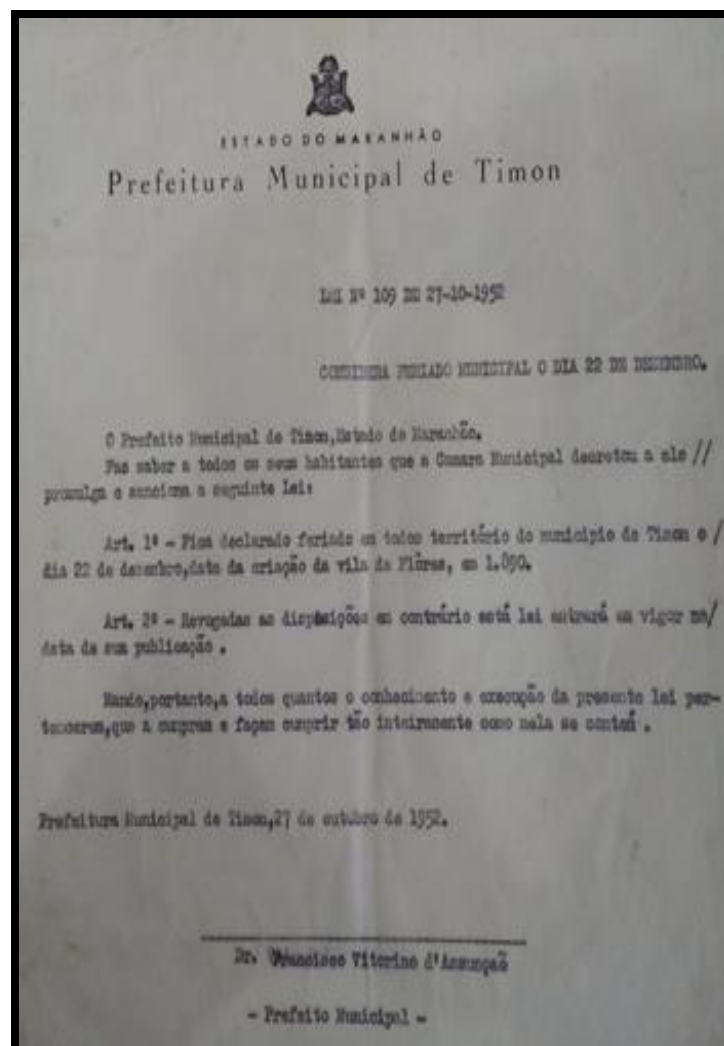 ESTADO DO MARANHÃO
Prefeitura Municipal de Timon
LEI Nº 109 DE 27-10-1952
CONSIDERA FERIADO MUNICIPAL O DIA 22 DE DEZEMBRO.
O Prefeito Municipal de Timon,Estado do Maranhão.
Faz saber a todos os seus habitantes que a Camara Municipal decretou e ele //
promulga e sanciona a seguinte Lei:
Art. 1º - Fica declarado feriado em todos território do municipio de Timon o /
dia 22 de dezembro,data da criação da vila de Flôres, em 1.890.
Art. 2º - Revogadas as disposições em contrário está lei entrará em vigor na/
data da sua publicação .
Mando,portanto,a todos quantos o conhecimento e execução da presente lei per-
tencerem,que a cumpram e façam cumprir tão inteiramente como nela se contem .
Prefeitura Municipal de Timon,27 de outubro de 1952.
Dr. Francisco Vitorino d'Assunção
- Prefeito Municipal -